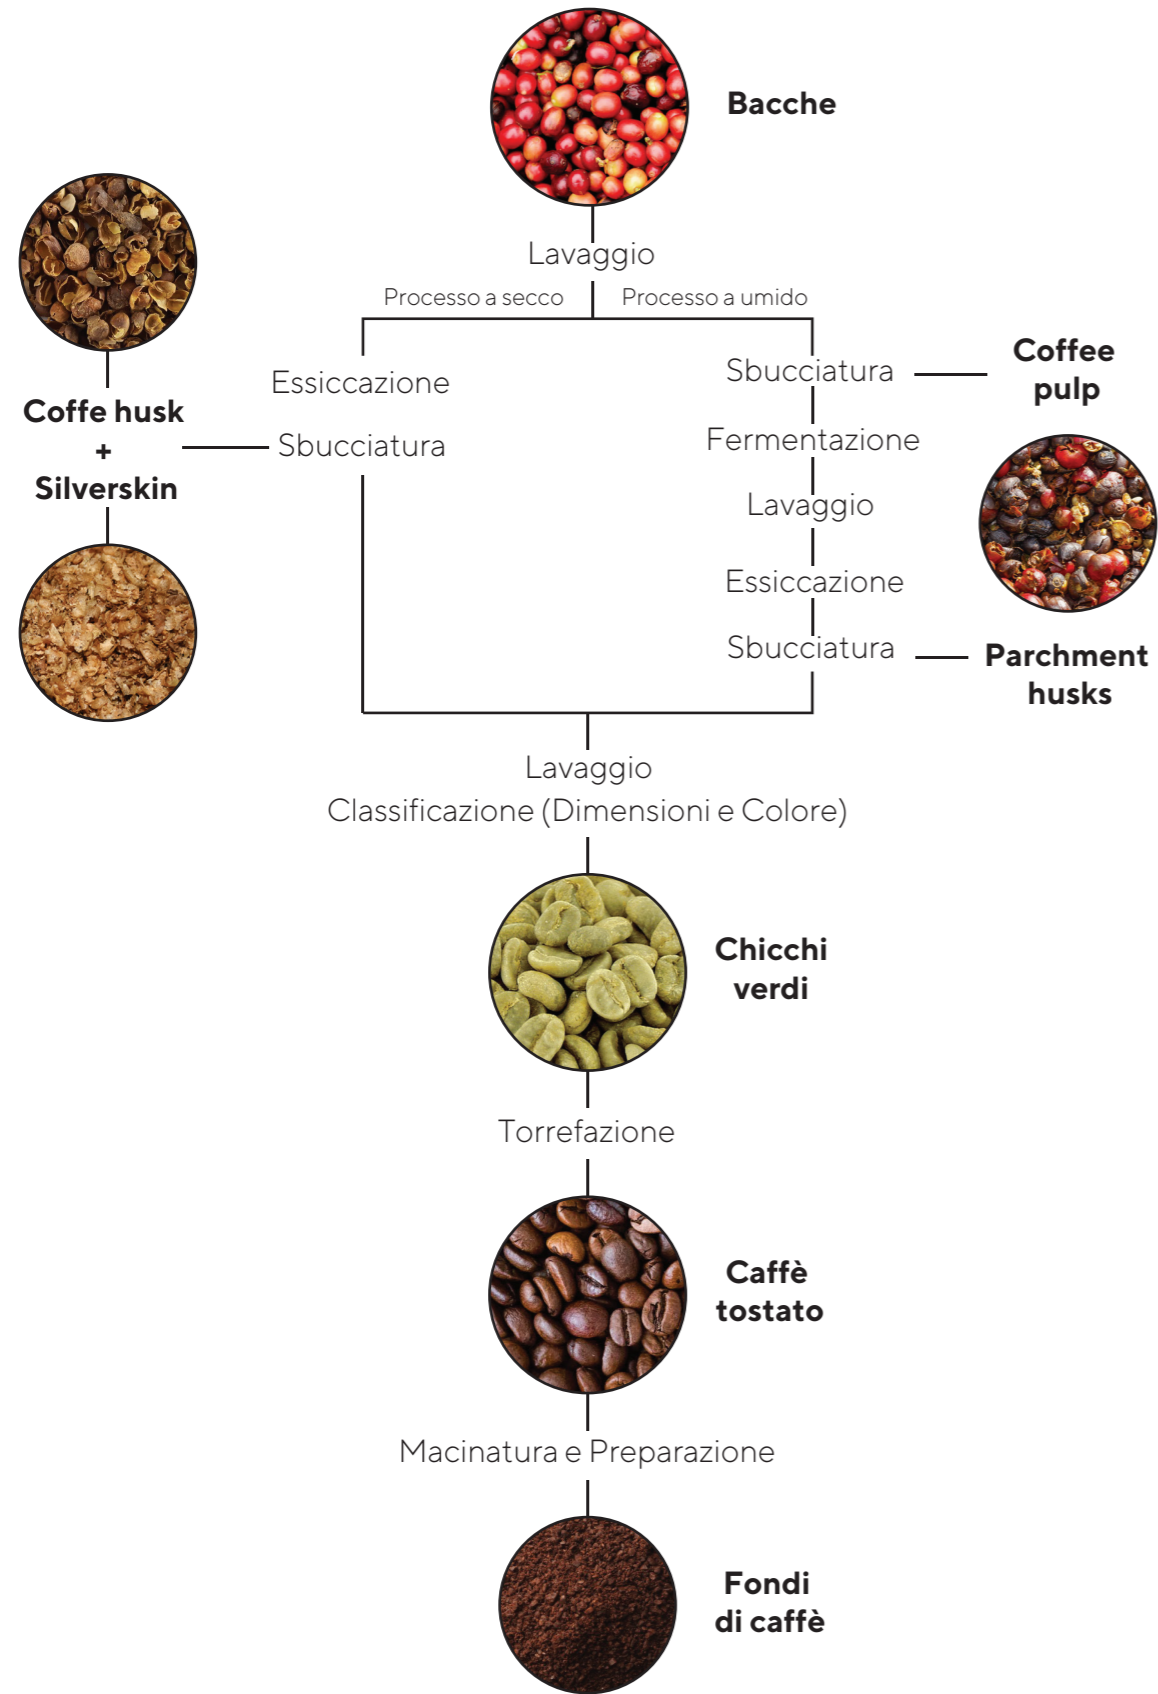 Bacche
Lavaggio
Processo a secco
Processo a umido
Essiccazione
Sbucciatura
Coffe husk
+
Silverskin
Sbucciatura
Coffee
pulp
Fermentazione
Lavaggio
Essiccazione
Sbucciatura
Parchment
husks
Lavaggio
Classificazione (Dimensioni e Colore)
Chicchi
verdi
Torrefazione
Caffè
tostato
Macinatura e Preparazione
Fondi
di caffè